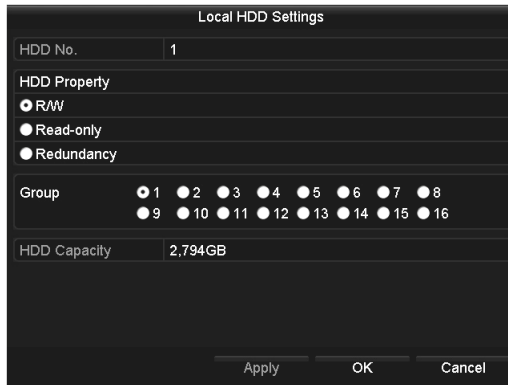 Local HDD Settings
HDD No. 1
HDD Property
R/W
Read-only
Redundancy
Group 1 2 3 4 5 6 7 8
9 10 11 12 13 14 15 16
HDD Capacity 2,794GB
Apply OK Cancel